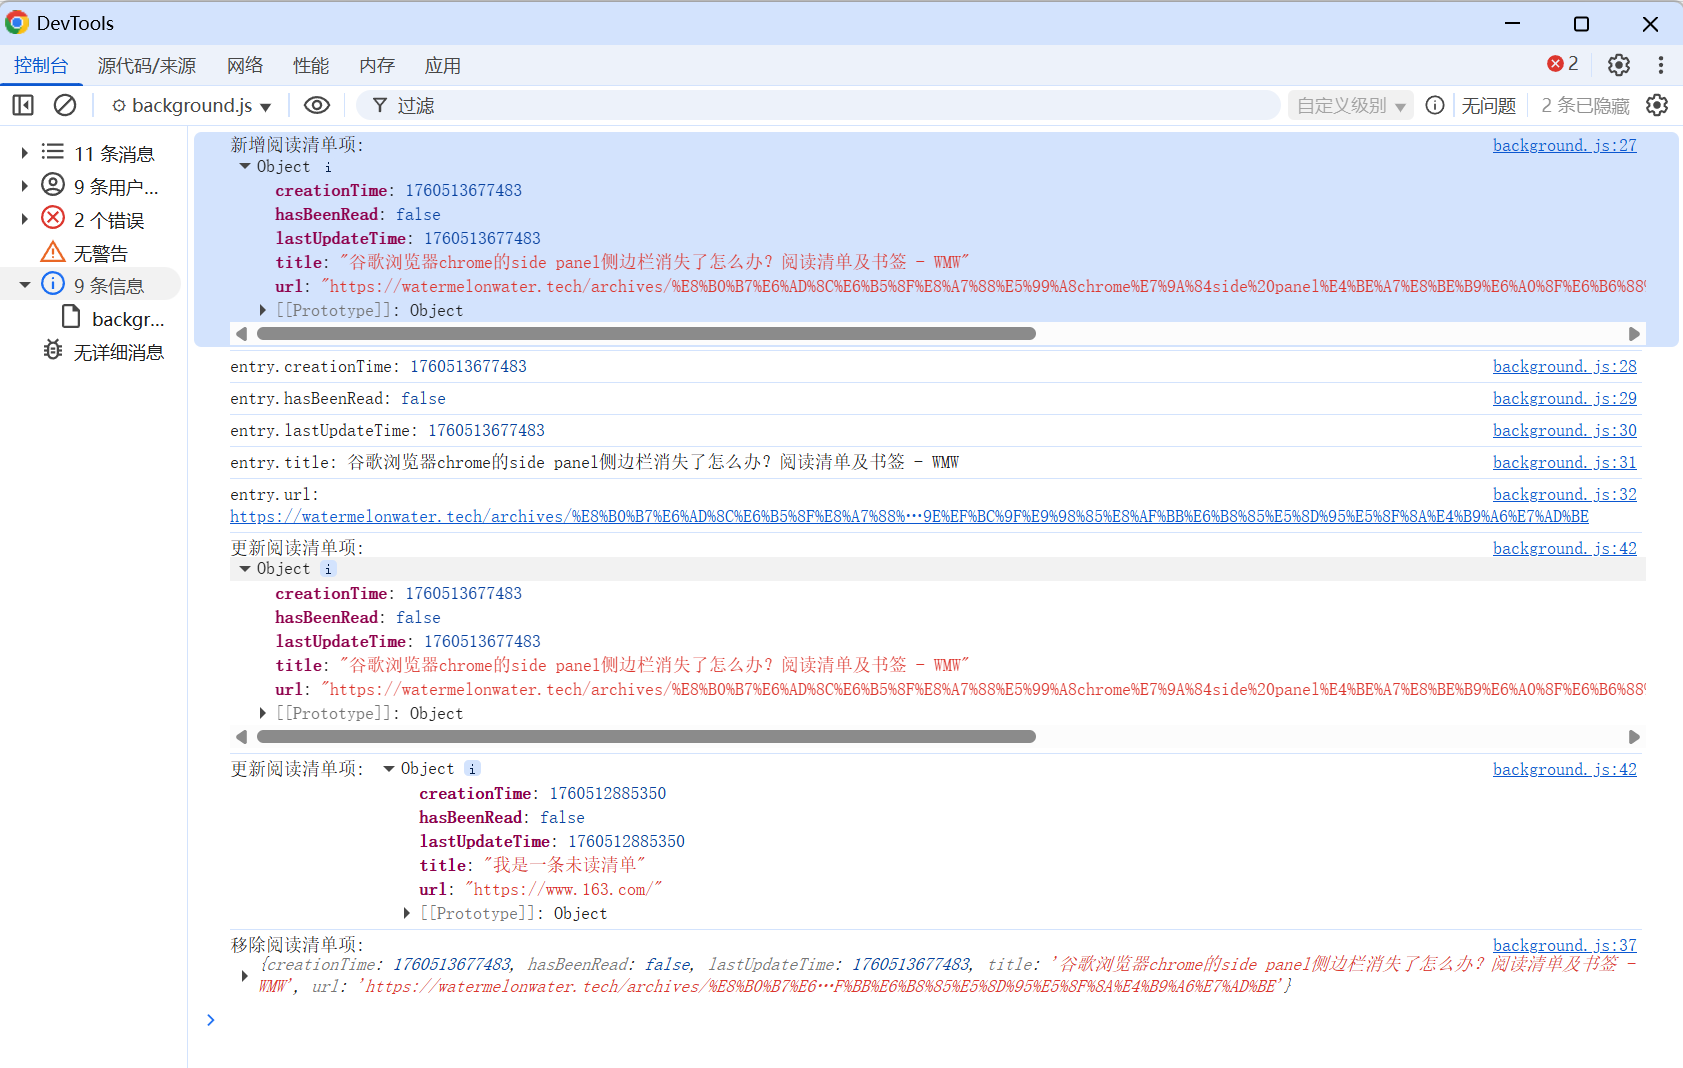 DevTools
控制台 源代码/来源 网络 性能 内存 应用 2
background.js 过滤 自定义级别 无问题 2 条已隐藏
11 条消息
9 条用户...
2 个错误
无警告
9 条信息
backgr...
无详细消息
新增阅读清单项: background.js:27
Object i
creationTime: 1760513677483
hasBeenRead: false
lastUpdateTime: 1760513677483
title: "谷歌浏览器chrome的side panel侧边栏消失了怎么办? 阅读清单及书签 - WMW"
url: "https://watermelonwater.tech/archives/%E8%B0%B7%E6%AD%8C%E6%B5%8F%E8%A7%88%E5%99%A8chrome%E7%9A%84side%20panel%E4%BE%A7%E8%BE%B9%E6%A0%8F%E6%B6%88%
[[Prototype]]: Object
entry.creationTime: 1760513677483 background.js:28
entry.hasBeenRead: false background.js:29
entry.lastUpdateTime: 1760513677483 background.js:30
entry.title: 谷歌浏览器chrome的side panel侧边栏消失了怎么办? 阅读清单及书签 - WMW background.js:31
entry.url: background.js:32
https://watermelonwater.tech/archives/%E8%B0%B7%E6%AD%8C%E6%B5%8F%E8%A7%88%…9E%EF%BC%9F%E9%98%85%E8%AF%BB%E6%B8%85%E5%8D%95%E5%8F%8A%E4%B9%A6%E7%AD%BE
更新阅读清单项: background.js:42
Object i
creationTime: 1760513677483
hasBeenRead: false
lastUpdateTime: 1760513677483
title: "谷歌浏览器chrome的side panel侧边栏消失了怎么办? 阅读清单及书签 - WMW"
url: "https://watermelonwater.tech/archives/%E8%B0%B7%E6%AD%8C%E6%B5%8F%E8%A7%88%E5%99%A8chrome%E7%9A%84side%20panel%E4%BE%A7%E8%BE%B9%E6%A0%8F%E6%B6%88%
[[Prototype]]: Object
更新阅读清单项: Object i background.js:42
creationTime: 1760512885350
hasBeenRead: false
lastUpdateTime: 1760512885350
title: "我是一条未读清单"
url: "https://www.163.com/"
[[Prototype]]: Object
移除阅读清单项: background.js:37
{creationTime: 1760513677483, hasBeenRead: false, lastUpdateTime: 1760513677483, title: '谷歌浏览器chrome的side panel侧边栏消失了怎么办? 阅读清单及书签 -
WMW', url: 'https://watermelonwater.tech/archives/%E8%B0%B7%E6…F%BB%E6%B8%85%E5%8D%95%E5%8F%8A%E4%B9%A6%E7%AD%BE'}